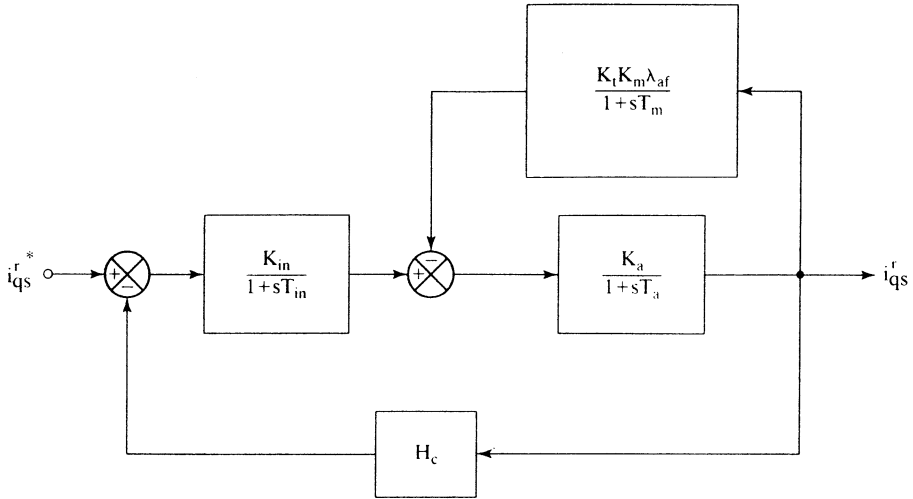 K_t K_m λ_af
1+sT_m
i_qs^r*
+
−
K_in
1+sT_in
+
−
K_a
1+sT_a
i_qs^r
H_c